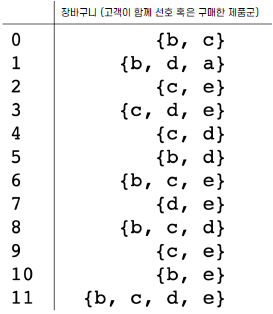 장바구니 (고객이 함께 선호 혹은 구매한 제품군)
0 {b, c}
1 {b, d, a}
2 {c, e}
3 {c, d, e}
4 {c, d}
5 {b, d}
6 {b, c, e}
7 {d, e}
8 {b, c, d}
9 {c, e}
10 {b, e}
11 {b, c, d, e}